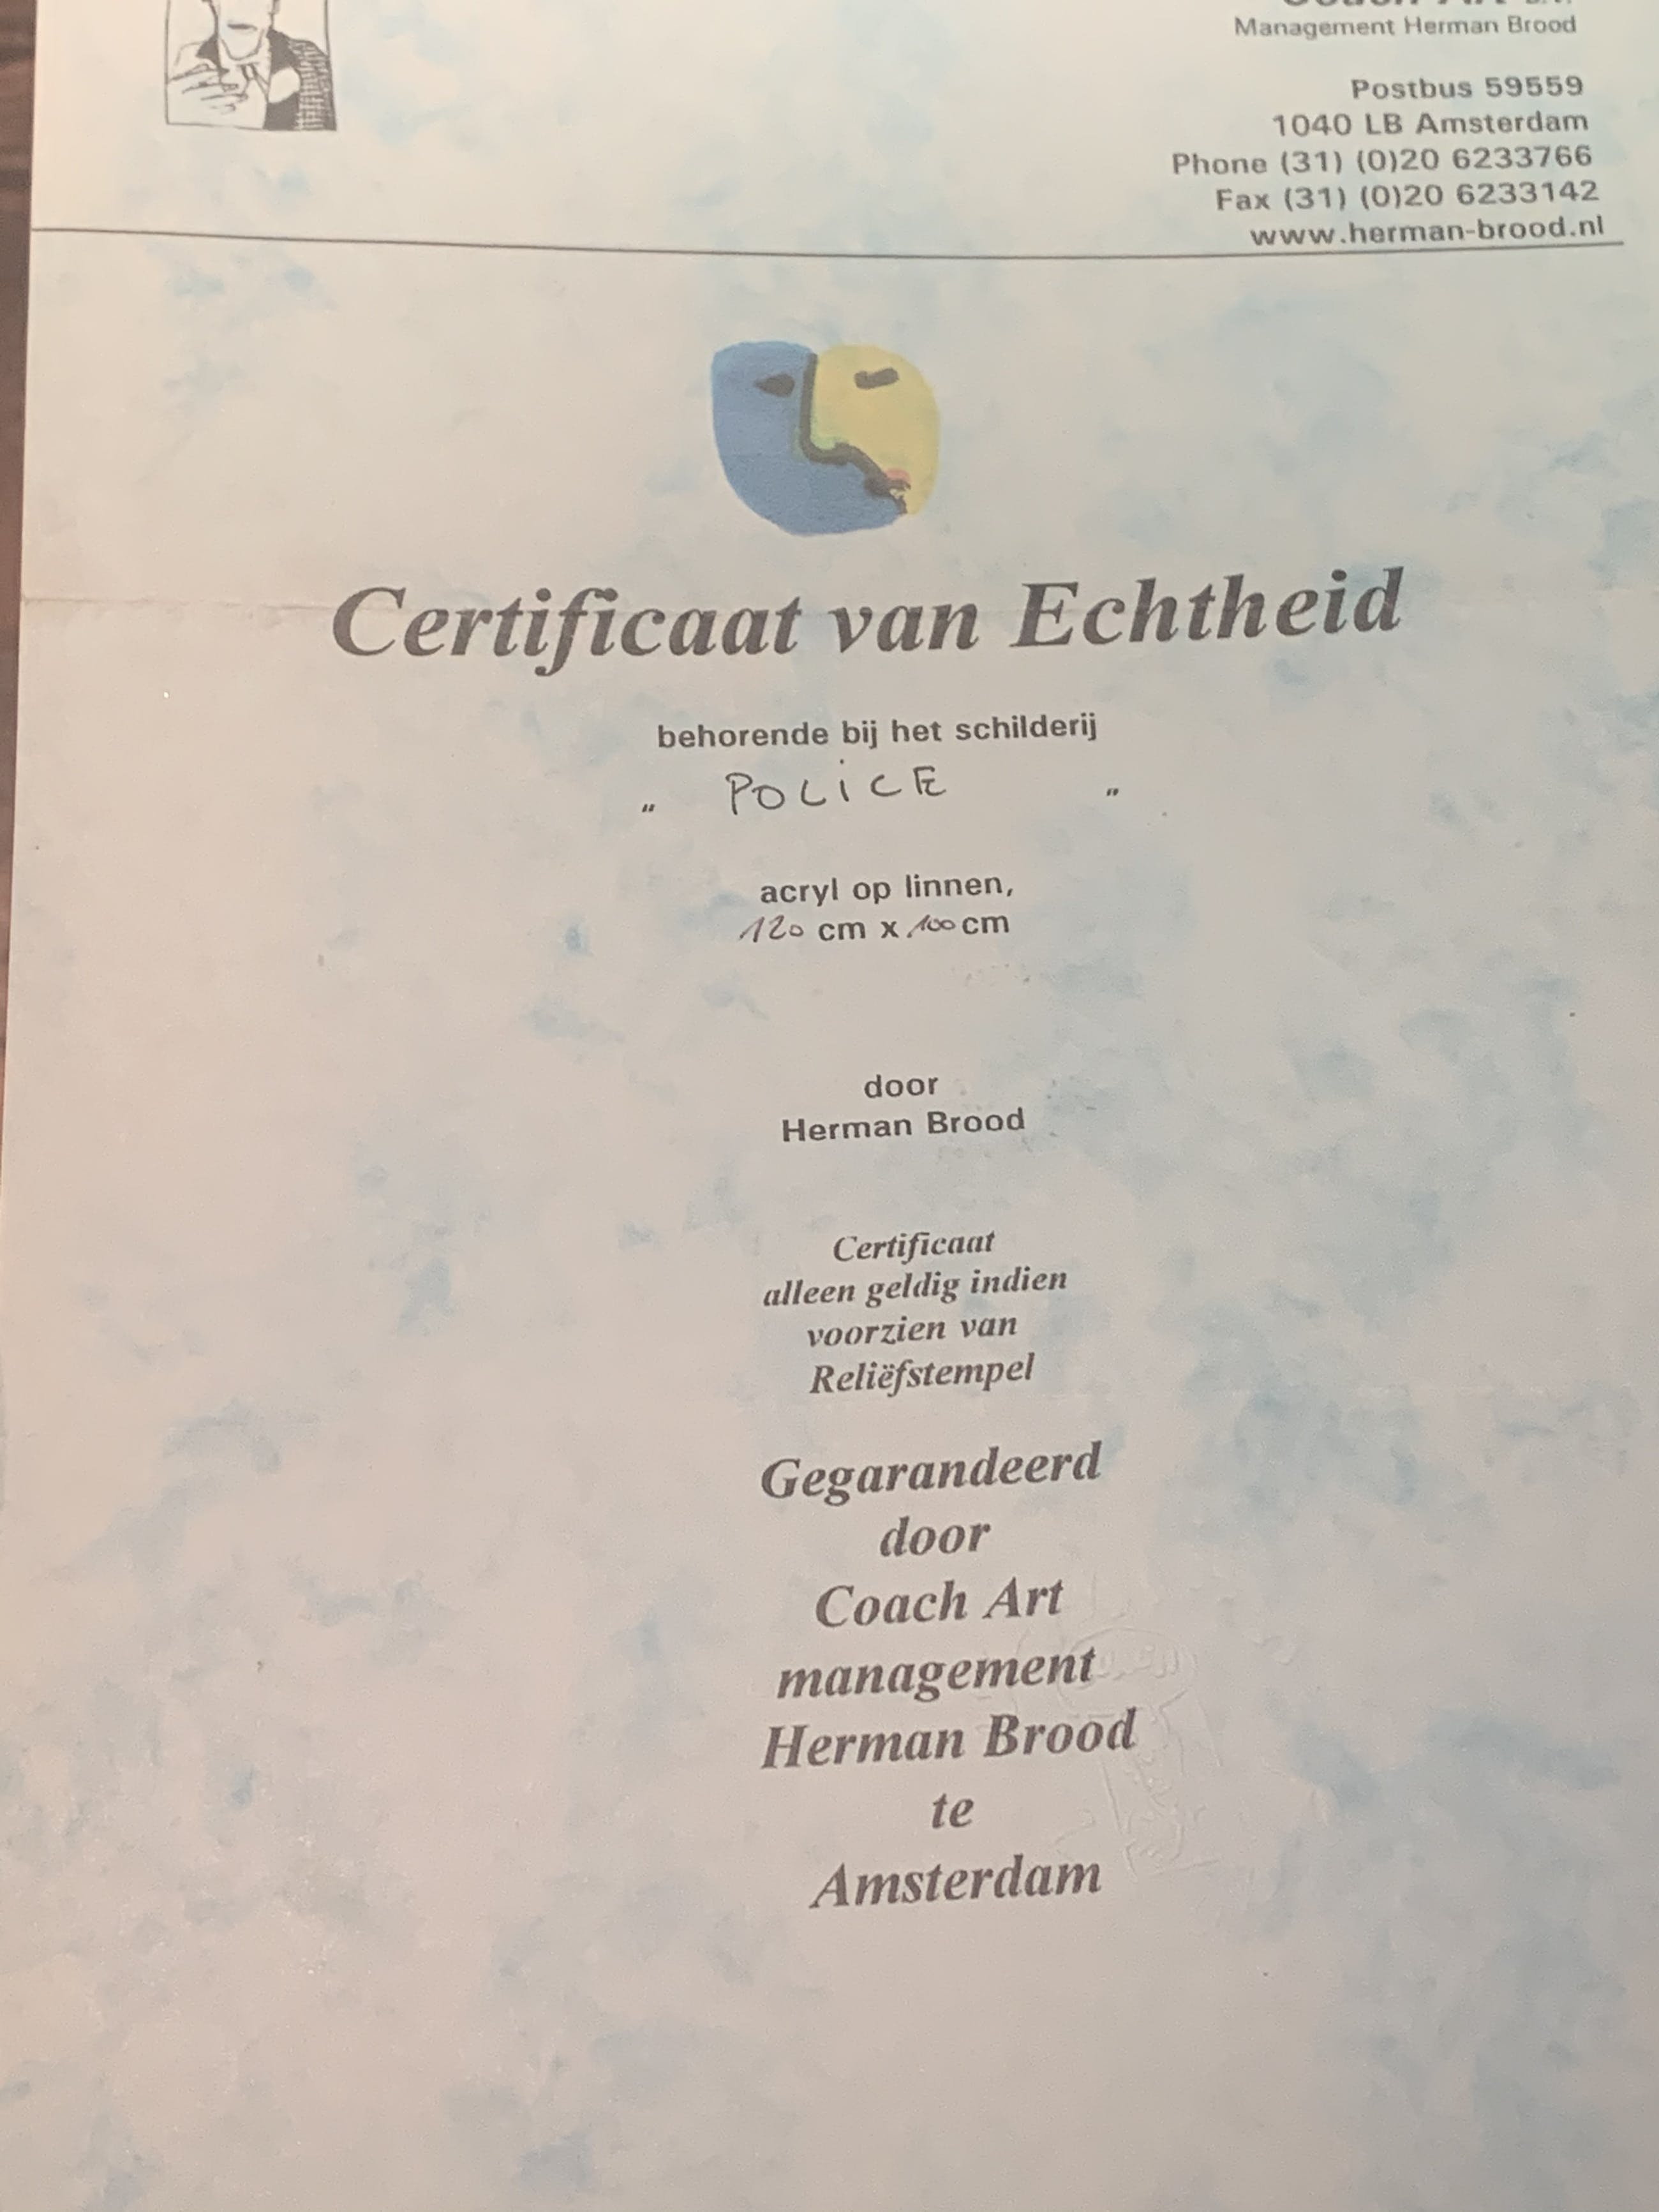 Management Herman Brood
Postbus 59559
1040 LB Amsterdam
Phone (31) (0)20 6233766
Fax (31) (0)20 6233142
www.herman-brood.nl
Certificaat van Echtheid
behorende bij het schilderij
„ POLiCE "
acryl op linnen,
120 cm x 100 cm
door
Herman Brood
Certificaat
alleen geldig indien
voorzien van
Reliëfstempel
Gegarandeerd
door
Coach Art
management
Herman Brood
te
Amsterdam